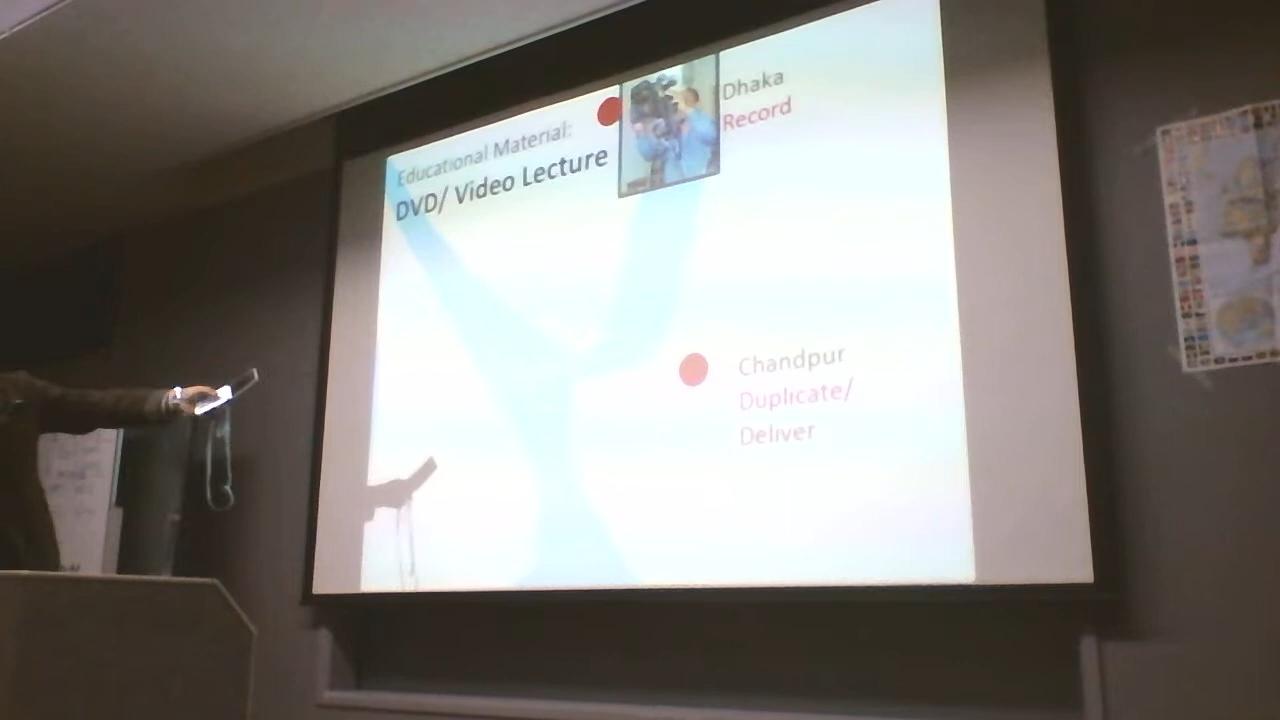 Educational Material:
DVD/ Video Lecture
Dhaka
Record
Chandpur
Duplicate/
Deliver